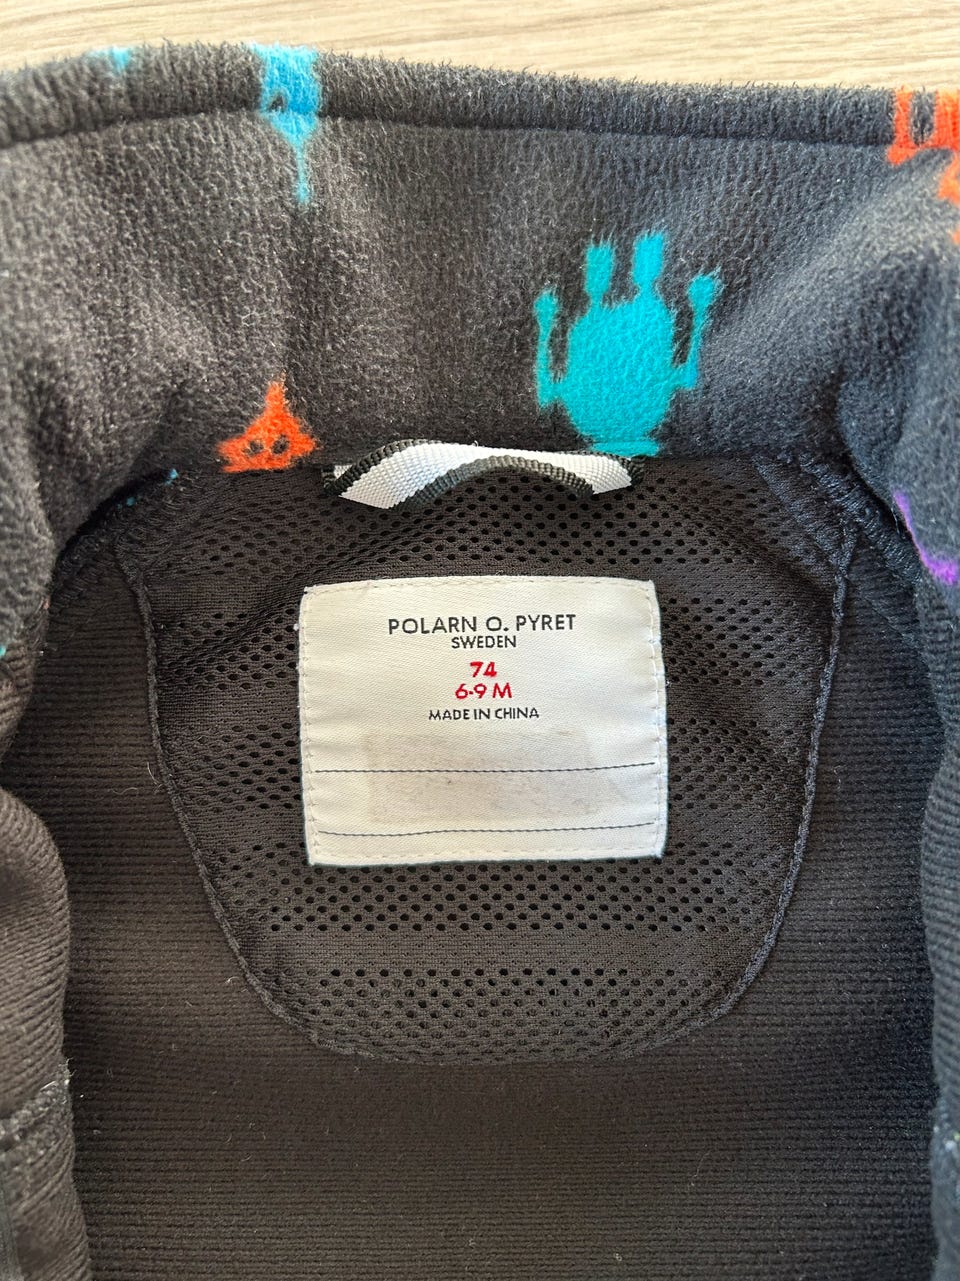 POLARN O. PYRET
SWEDEN
74
6-9 M
MADE IN CHINA